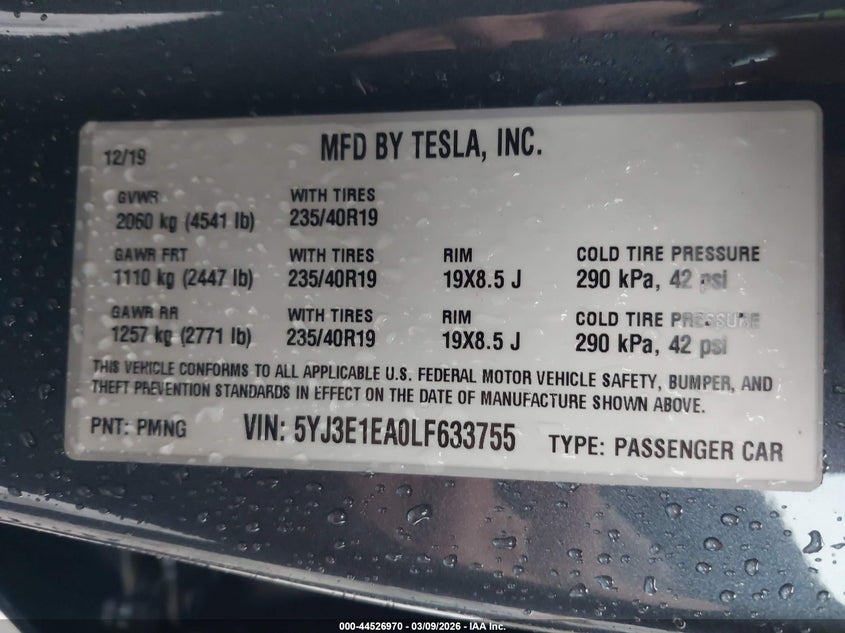 12/19 MFD BY TESLA, INC.
GVWR WITH TIRES
2060 kg (4541 lb) 235/40R19
GAWR FRT WITH TIRES RIM COLD TIRE PRESSURE
1110 kg (2447 lb) 235/40R19 19X8.5 J 290 kPa, 42 psi
GAWR RR WITH TIRES RIM COLD TIRE PRESSURE
1257 kg (2771 lb) 235/40R19 19X8.5 J 290 kPa, 42 psi
THIS VEHICLE CONFORMS TO ALL APPLICABLE U.S. FEDERAL MOTOR VEHICLE SAFETY, BUMPER, AND
THEFT PREVENTION STANDARDS IN EFFECT ON THE DATE OF MANUFACTURE SHOWN ABOVE.
PNT: PMNG VIN: 5YJ3E1EA0LF633755 TYPE: PASSENGER CAR
000-44526970 - 03/09/2026 - IAA Inc.